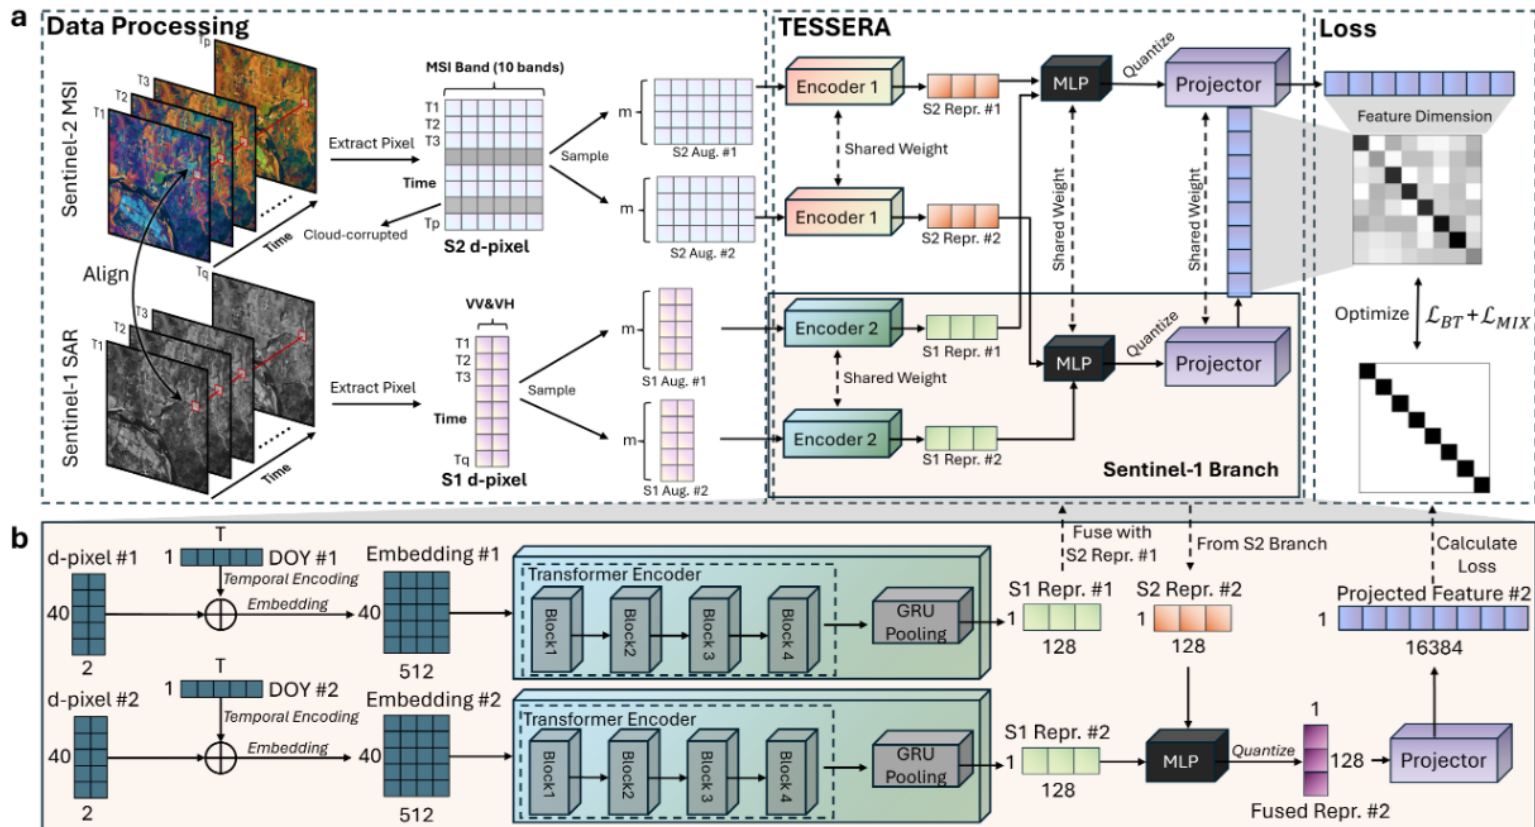 a
Data Processing
TESSERA
Loss
Sentinel-2 MSI
T1
T2
T3
Tp
Time
Extract Pixel
MSI Band (10 bands)
T1
T2
T3
Time
Tp
Cloud-corrupted
S2 d-pixel
Sample
m
S2 Aug. #1
m
S2 Aug. #2
Align
Sentinel-1 SAR
T1
T2
T3
Tq
Time
Extract Pixel
VV&VH
T1
T2
T3
Time
Tq
S1 d-pixel
Sample
m
S1 Aug. #1
m
S1 Aug. #2
Encoder 1
S2 Repr. #1
Shared Weight
Encoder 1
S2 Repr. #2
MLP
Quantize
Projector
Shared Weight
Shared Weight
Encoder 2
S1 Repr. #1
Shared Weight
Encoder 2
S1 Repr. #2
MLP
Quantize
Projector
Sentinel-1 Branch
Feature Dimension
Optimize
ℒ_BT + ℒ_MIX
b
d-pixel #1
40
2
T
1
DOY #1
Temporal Encoding
Embedding
Embedding #1
40
512
Transformer Encoder
Block1
Block2
Block 3
Block 4
GRU
Pooling
Fuse with
S2 Repr. #1
S1 Repr. #1
1
128
From S2 Branch
S2 Repr. #2
1
128
Calculate
Loss
Projected Feature #2
1
16384
d-pixel #2
40
2
T
1
DOY #2
Temporal Encoding
Embedding
Embedding #2
40
512
Transformer Encoder
Block1
Block2
Block 3
Block 4
GRU
Pooling
S1 Repr. #2
1
128
MLP
Quantize
1
128
Fused Repr. #2
Projector